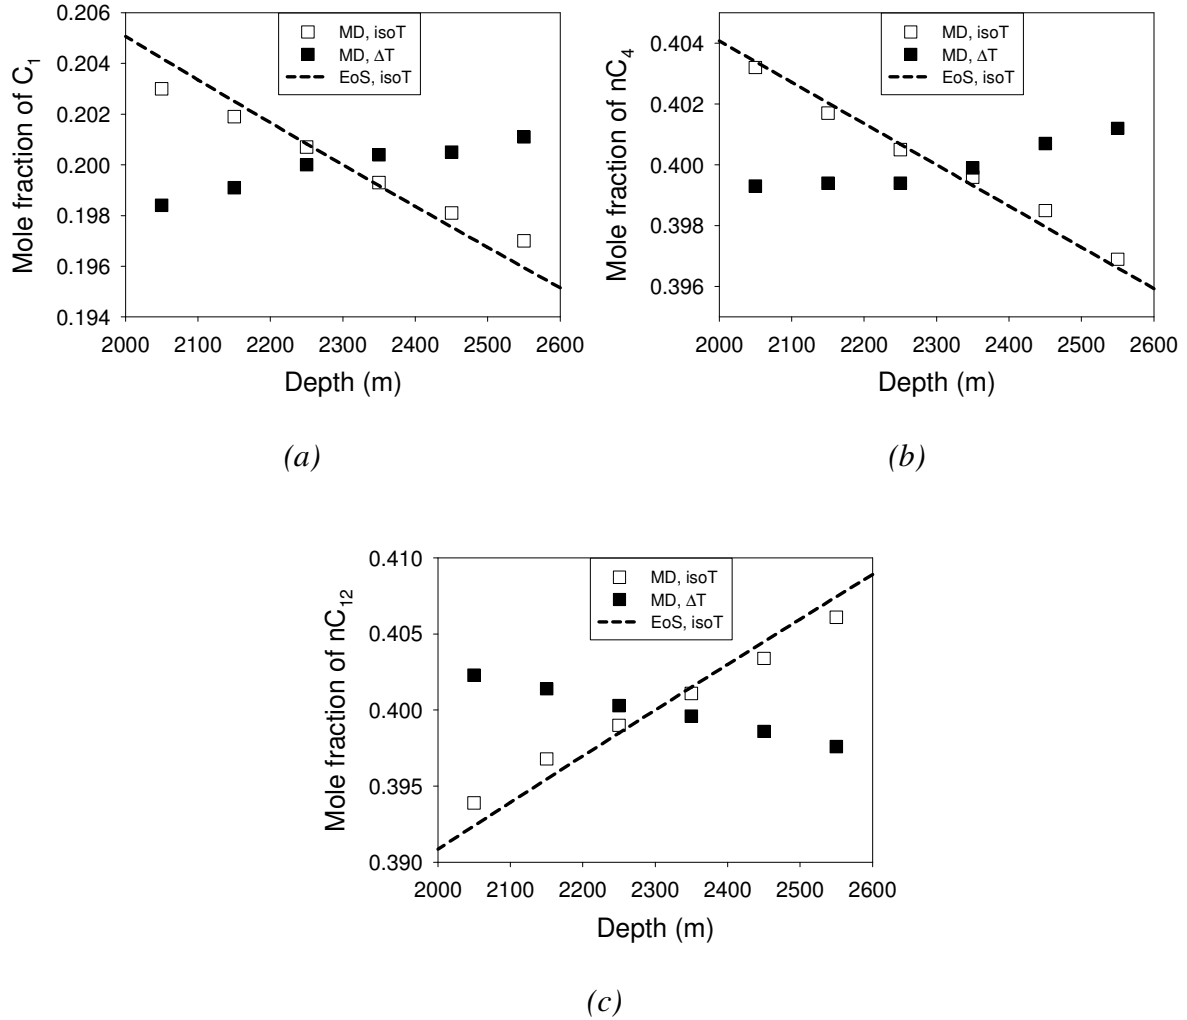 Mole fraction of C1
0.206
0.204
0.202
0.200
0.198
0.196
0.194
MD, isoT
MD, ΔT
EoS, isoT
2000 2100 2200 2300 2400 2500 2600
Depth (m)
(a)
Mole fraction of nC4
0.404
0.402
0.400
0.398
0.396
MD, isoT
MD, ΔT
EoS, isoT
2000 2100 2200 2300 2400 2500 2600
Depth (m)
(b)
Mole fraction of nC12
0.410
0.405
0.400
0.395
0.390
MD, isoT
MD, ΔT
EoS, isoT
2000 2100 2200 2300 2400 2500 2600
Depth (m)
(c)